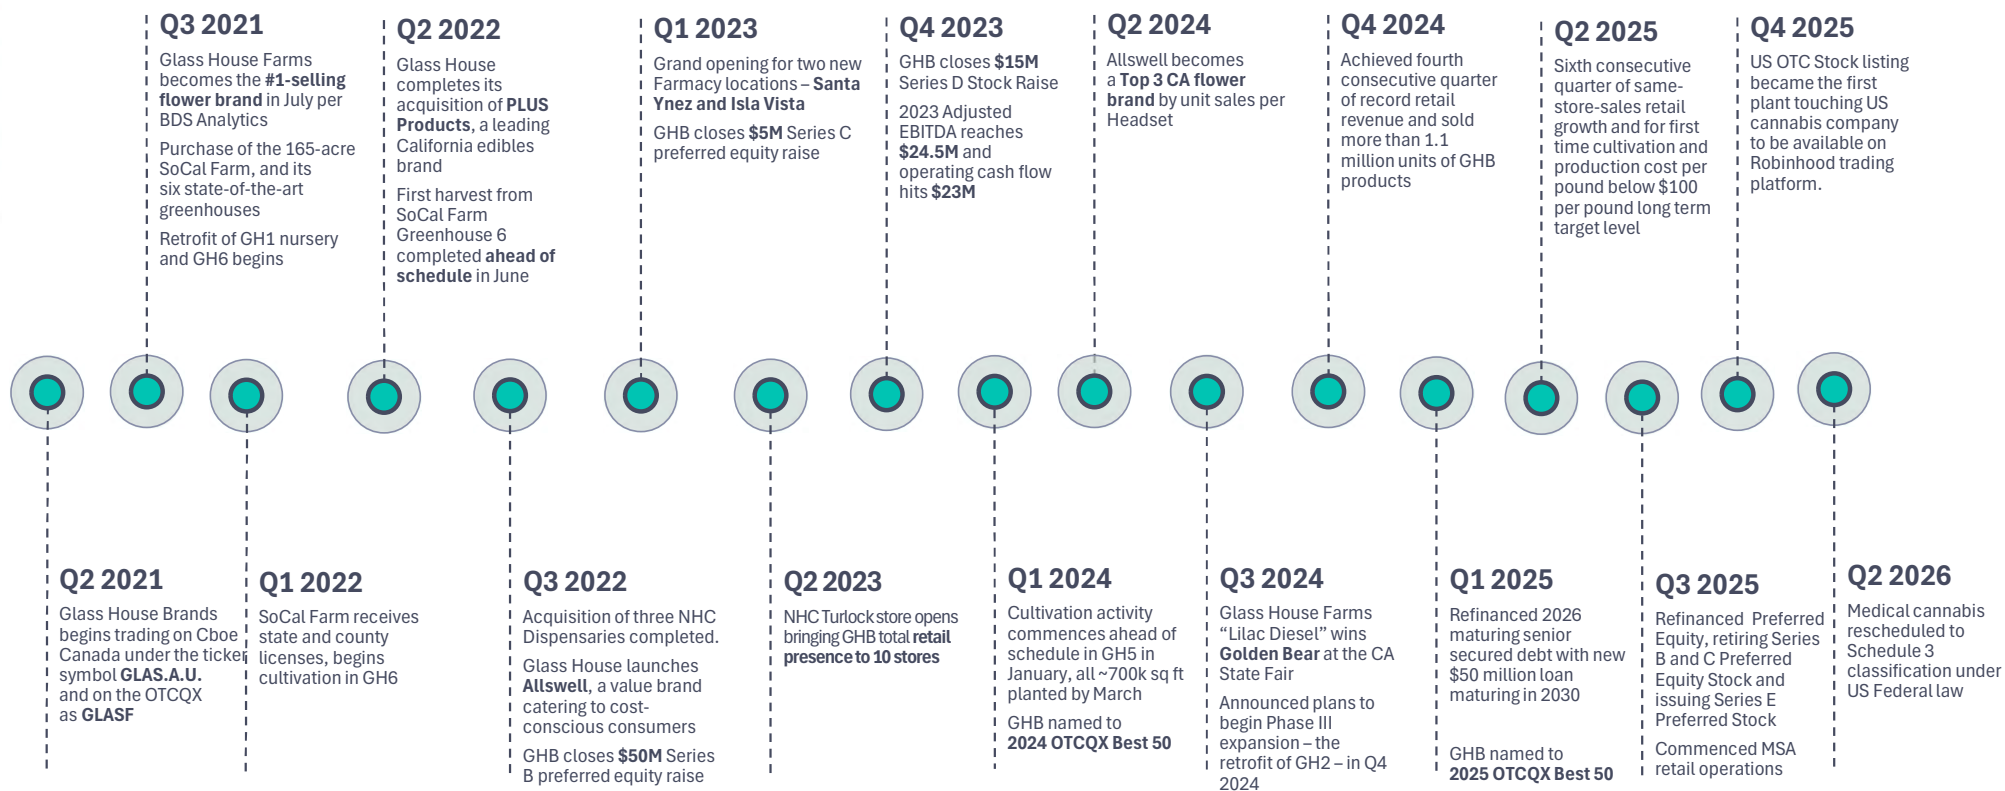 Q3 2021
Glass House Farms
becomes the #1-selling
flower brand in July per
BDS Analytics
Purchase of the 165-acre
SoCal Farm, and its
six state-of-the-art
greenhouses
Retrofit of GH1 nursery
and GH6 begins
Q2 2022
Glass House
completes its
acquisition of PLUS
Products, a leading
California edibles
brand
First harvest from
SoCal Farm
Greenhouse 6
completed ahead of
schedule in June
Q1 2023
Grand opening for two new
Farmacy locations – Santa
Ynez and Isla Vista
GHB closes $5M Series C
preferred equity raise
Q4 2023
GHB closes $15M
Series D Stock Raise
2023 Adjusted
EBITDA reaches
$24.5M and
operating cash flow
hits $23M
Q2 2024
Allswell becomes
a Top 3 CA flower
brand by unit sales per
Headset
Q4 2024
Achieved fourth
consecutive quarter
of record retail
revenue and sold
more than 1.1
million units of GHB
products
Q2 2025
Sixth consecutive
quarter of same-
store-sales retail
growth and for first
time cultivation and
production cost per
pound below $100
per pound long term
target level
Q4 2025
US OTC Stock listing
became the first
plant touching US
cannabis company
to be available on
Robinhood trading
platform.
Q2 2021
Glass House Brands
begins trading on Cboe
Canada under the ticker
symbol GLAS.A.U.
and on the OTCQX
as GLASF
Q1 2022
SoCal Farm receives
state and county
licenses, begins
cultivation in GH6
Q3 2022
Acquisition of three NHC
Dispensaries completed.
Glass House launches
Allswell, a value brand
catering to cost-
conscious consumers
GHB closes $50M Series
B preferred equity raise
Q2 2023
NHC Turlock store opens
bringing GHB total retail
presence to 10 stores
Q1 2024
Cultivation activity
commences ahead of
schedule in GH5 in
January, all ~700k sq ft
planted by March
GHB named to
2024 OTCQX Best 50
Q3 2024
Glass House Farms
“Lilac Diesel” wins
Golden Bear at the CA
State Fair
Announced plans to
begin Phase III
expansion – the
retrofit of GH2 – in Q4
2024
Q1 2025
Refinanced 2026
maturing senior
secured debt with new
$50 million loan
maturing in 2030
GHB named to
2025 OTCQX Best 50
Q3 2025
Refinanced Preferred
Equity, retiring Series
B and C Preferred
Equity Stock and
issuing Series E
Preferred Stock
Commenced MSA
retail operations
Q2 2026
Medical cannabis
rescheduled to
Schedule 3
classification under
US Federal law